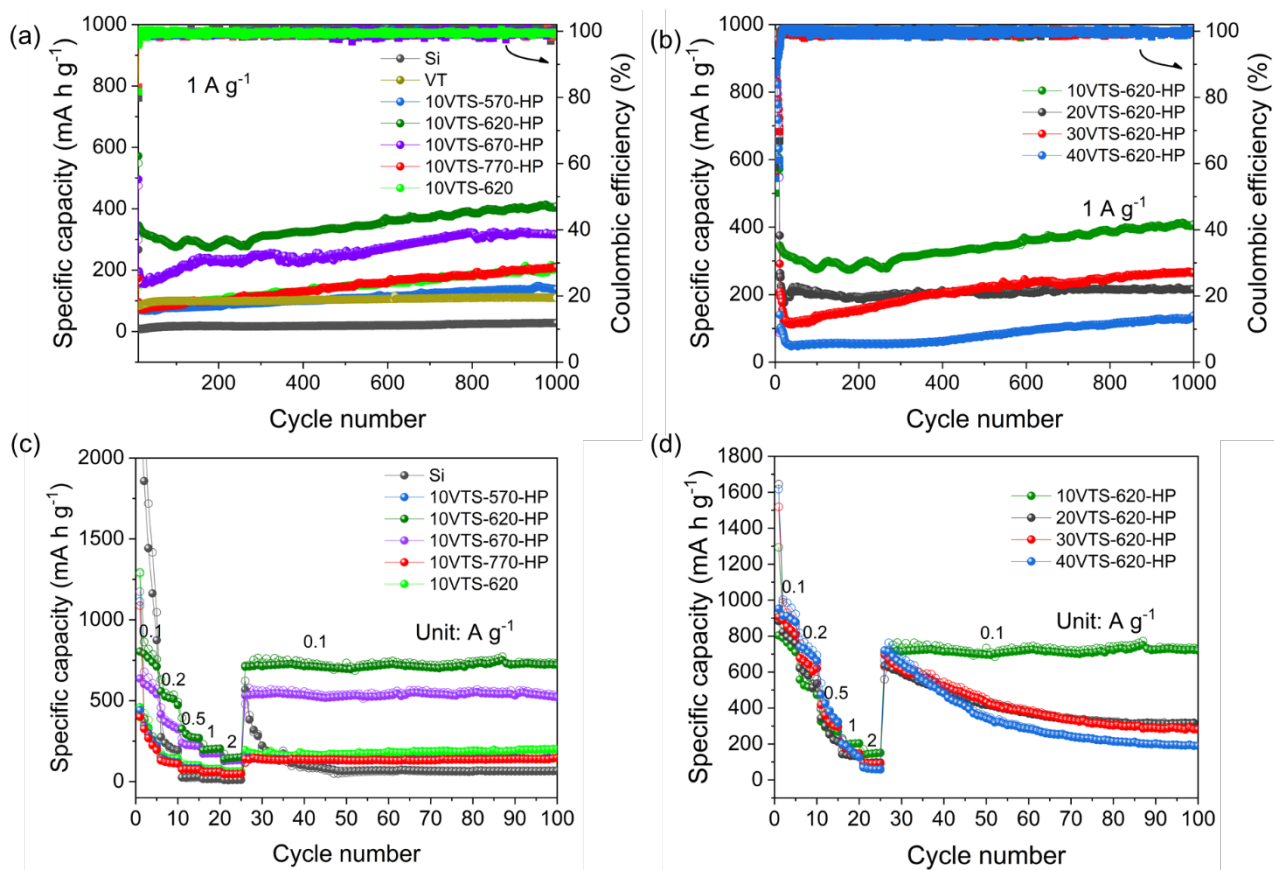 (a)
Specific capacity (mA h g⁻¹)
1000
800
600
400
200
0
1 A g⁻¹
Si
VT
10VTS-570-HP
10VTS-620-HP
10VTS-670-HP
10VTS-770-HP
10VTS-620
100
80
60
40
20
0
Coulombic efficiency (%)
200 400 600 800 1000
Cycle number
(b)
Specific capacity (mA h g⁻¹)
1000
800
600
400
200
0
10VTS-620-HP
20VTS-620-HP
30VTS-620-HP
40VTS-620-HP
1 A g⁻¹
100
80
60
40
20
0
Coulombic efficiency (%)
0 200 400 600 800 1000
Cycle number
(c)
Specific capacity (mA h g⁻¹)
2000
1500
1000
500
0
Si
10VTS-570-HP
10VTS-620-HP
10VTS-670-HP
10VTS-770-HP
10VTS-620
Unit: A g⁻¹
0.1
0.2
0.5
1
2
0.1
0 10 20 30 40 50 60 70 80 90 100
Cycle number
(d)
Specific capacity (mA h g⁻¹)
1800
1600
1400
1200
1000
800
600
400
200
0
10VTS-620-HP
20VTS-620-HP
30VTS-620-HP
40VTS-620-HP
Unit: A g⁻¹
0.1
0.2
0.5
1
2
0.1
0 20 40 60 80 100
Cycle number